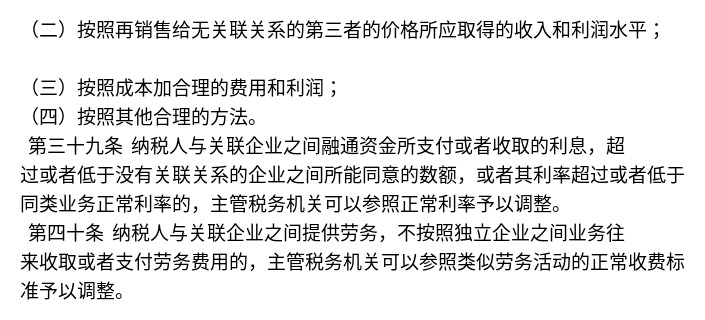 （二）按照再销售给无关联关系的第三者的价格所应取得的收入和利润水平；
（三）按照成本加合理的费用和利润；
（四）按照其他合理的方法。
第三十九条 纳税人与关联企业之间融通资金所支付或者收取的利息，超
过或者低于没有关联关系的企业之间所能同意的数额，或者其利率超过或者低于
同类业务正常利率的，主管税务机关可以参照正常利率予以调整。
第四十条 纳税人与关联企业之间提供劳务，不按照独立企业之间业务往
来收取或者支付劳务费用的，主管税务机关可以参照类似劳务活动的正常收费标
准予以调整。